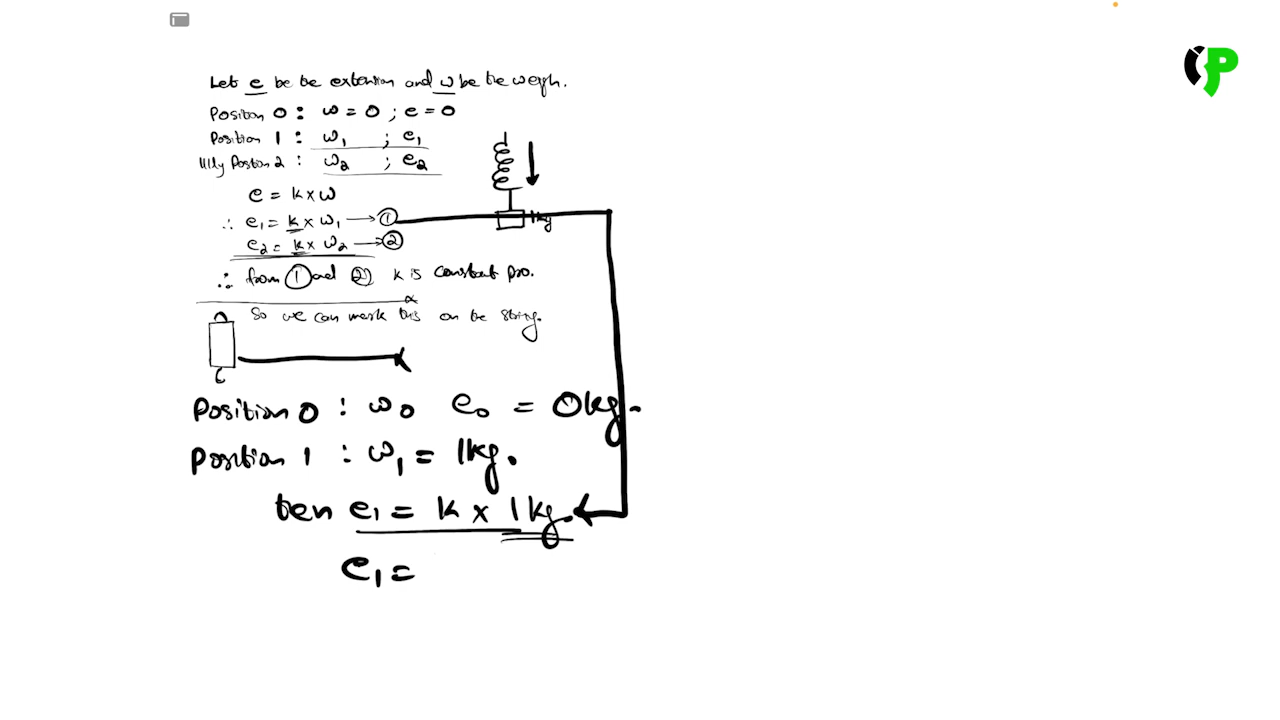 Let e be the extension and w be the weigh.
Position 0 : w = 0 ; e = 0
Position 1 : w1 ; e1
lllly Position 2 : w2 ; e2
e = k x w
∴ e1 = k x w1 → ①
e2 = k x w2 → ②
∴ from ① and ② k is constant pro.
So we can mark this on the string.
1kg
Position 0 : w0 e0 = 0kg.
Position 1 : w1 = 1kg.
then e1 = k x 1kg.
e1 =
P